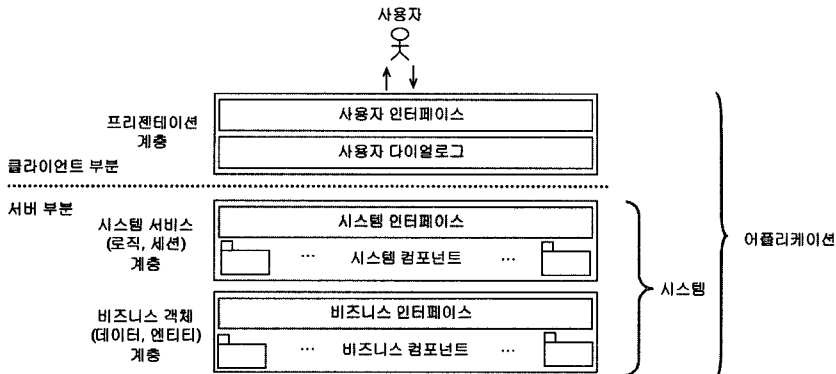 사용자
사용자 인터페이스
프리젠테이션
계층
사용자 다이얼로그
클라이언트 부분
서버 부분
시스템 서비스
(로직, 세션)
계층
시스템 인터페이스
··· 시스템 컴포넌트 ···
어플리케이션
시스템
비즈니스 객체
(데이터, 엔티티)
계층
비즈니스 인터페이스
··· 비즈니스 컴포넌트 ···